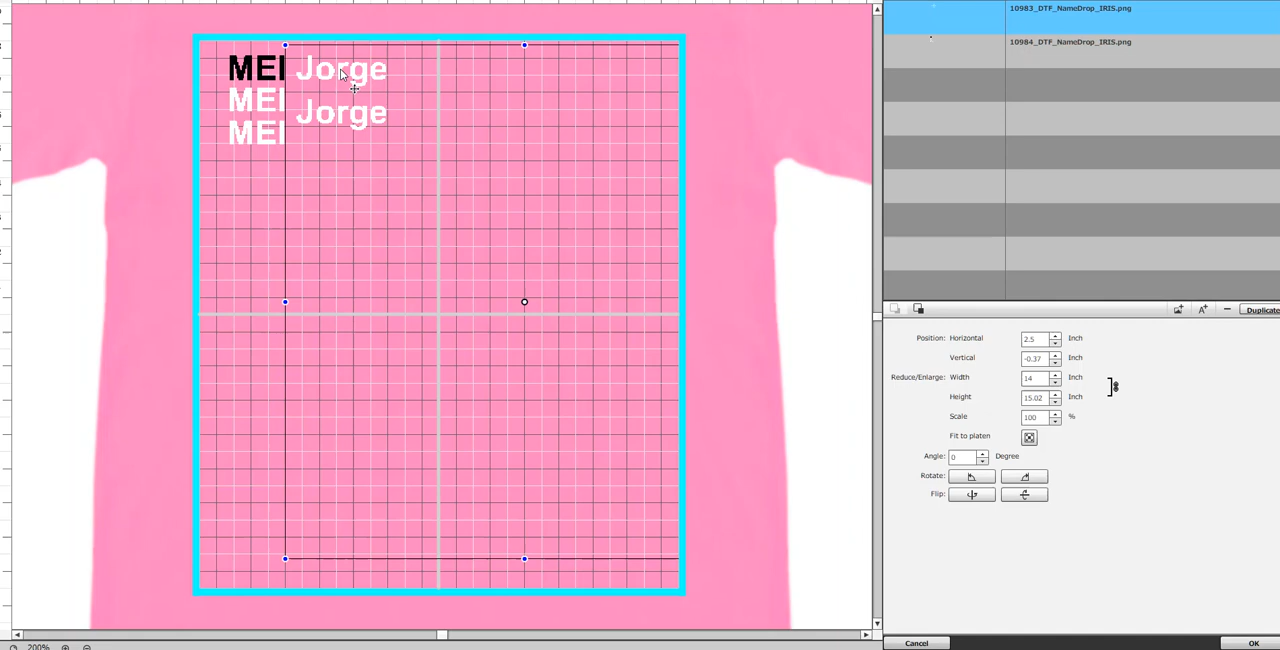 10983_DTF_NameDrop_IRIS.png
10984_DTF_NameDrop_IRIS.png
MEI Jorge
MEI Jorge
MEI
Duplicate
Position: Horizontal 2.5 Inch
Vertical -0.37 Inch
Reduce/Enlarge: Width 14 Inch
Height 15.02 Inch
Scale 100 %
Fit to platen
Angle: 0 Degree
Rotate:
Flip:
200%
Cancel OK